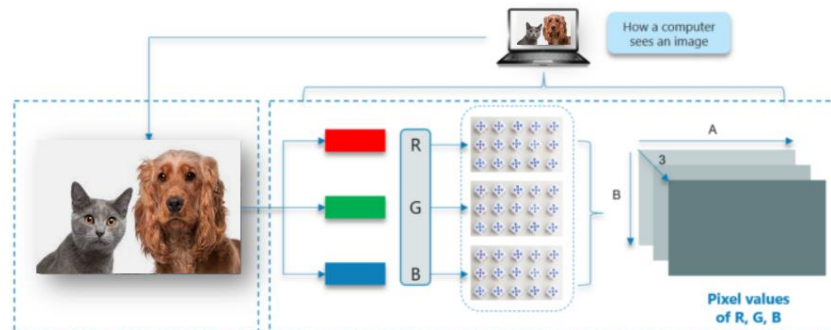 How a computer
sees an image
R
G
B
A
B
3
Pixel values
of R, G, B